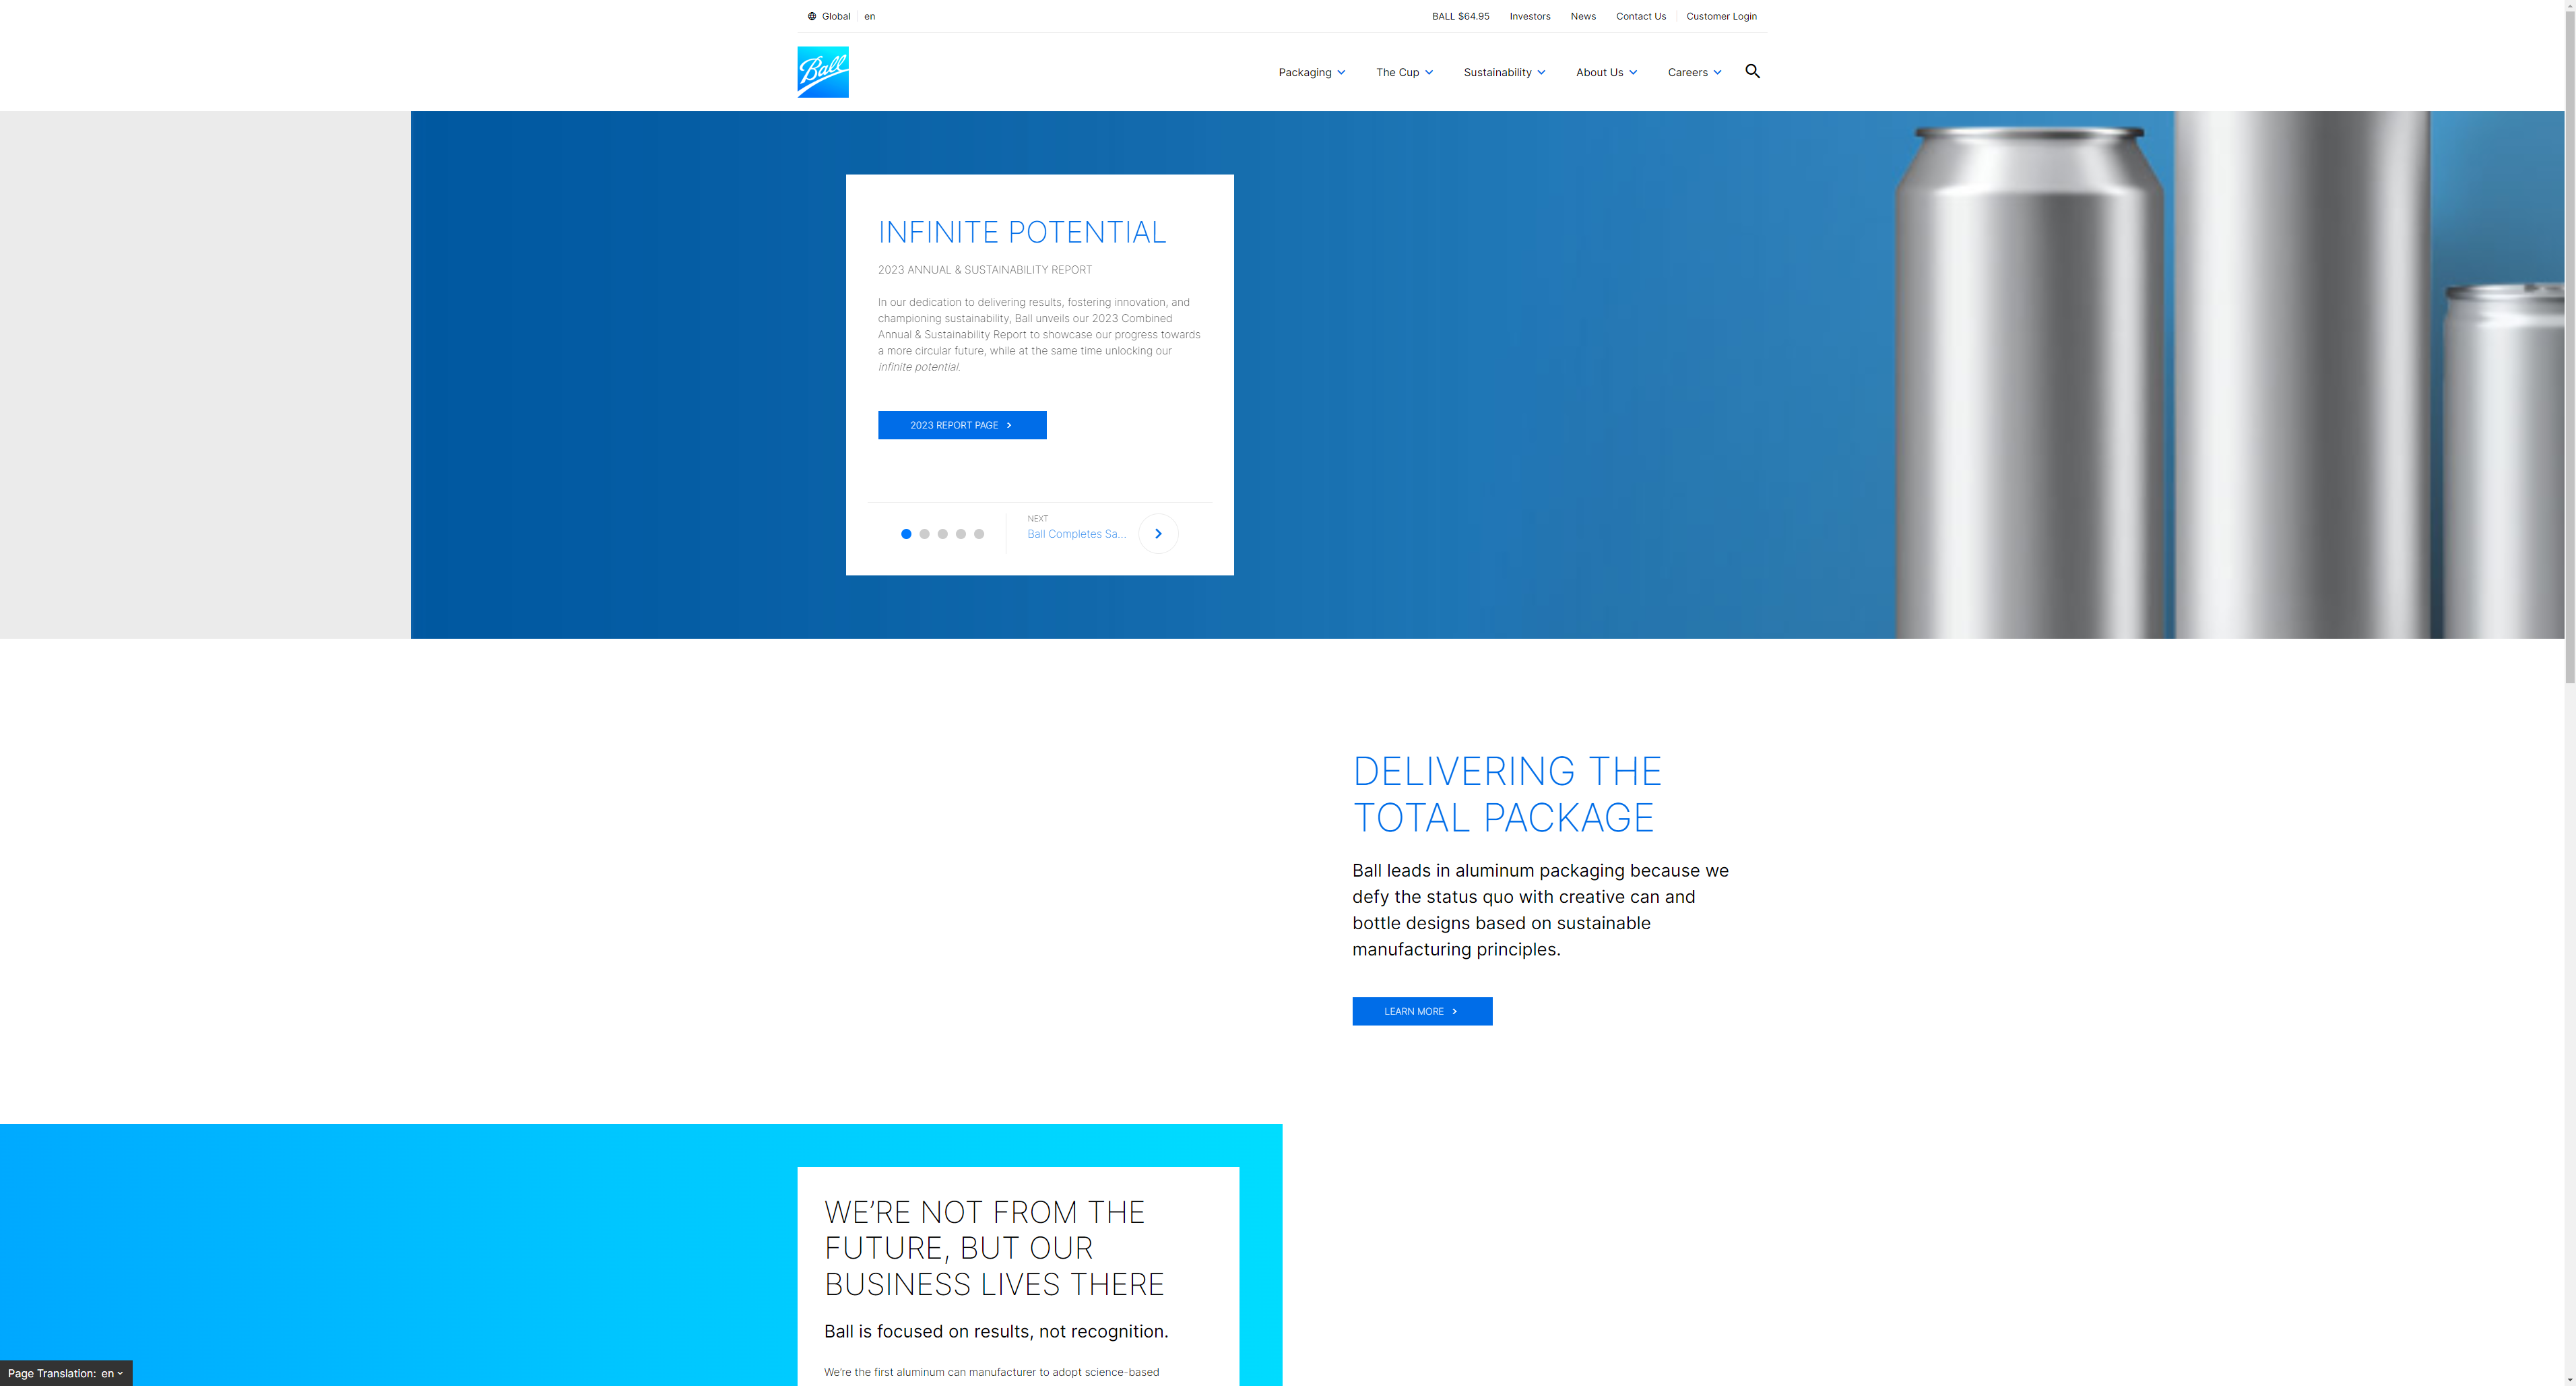 Global
en
BALL $64.95
Investors
News
Contact Us
Customer Login
Ball
Packaging
The Cup
Sustainability
About Us
Careers
INFINITE POTENTIAL
2023 ANNUAL & SUSTAINABILITY REPORT
In our dedication to delivering results, fostering innovation, and
championing sustainability, Ball unveils our 2023 Combined
Annual & Sustainability Report to showcase our progress towards
a more circular future, while at the same time unlocking our
infinite potential.
2023 REPORT PAGE
NEXT
Ball Completes Sa...
DELIVERING THE
TOTAL PACKAGE
Ball leads in aluminum packaging because we
defy the status quo with creative can and
bottle designs based on sustainable
manufacturing principles.
LEARN MORE
WE’RE NOT FROM THE
FUTURE, BUT OUR
BUSINESS LIVES THERE
Ball is focused on results, not recognition.
We’re the first aluminum can manufacturer to adopt science-based
Page Translation: en